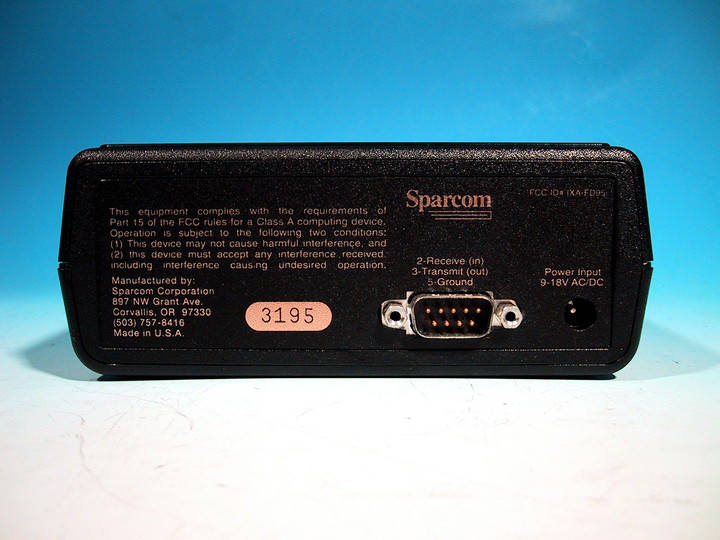 Sparcom
FCC ID# IXA-FD95
This equipment complies with the requirements of
Part 15 of the FCC rules for a Class A computing device.
Operation is subject to the following two conditions:
(1) This device may not cause harmful interference, and
(2) this device must accept any interference received,
including interference causing undesired operation.
Manufactured by:
Sparcom Corporation
897 NW Grant Ave.
Corvallis, OR 97330
(503) 757-8416
Made in U.S.A.
3195
2-Receive (in)
3-Transmit (out)
5-Ground
Power Input
9-18V AC/DC